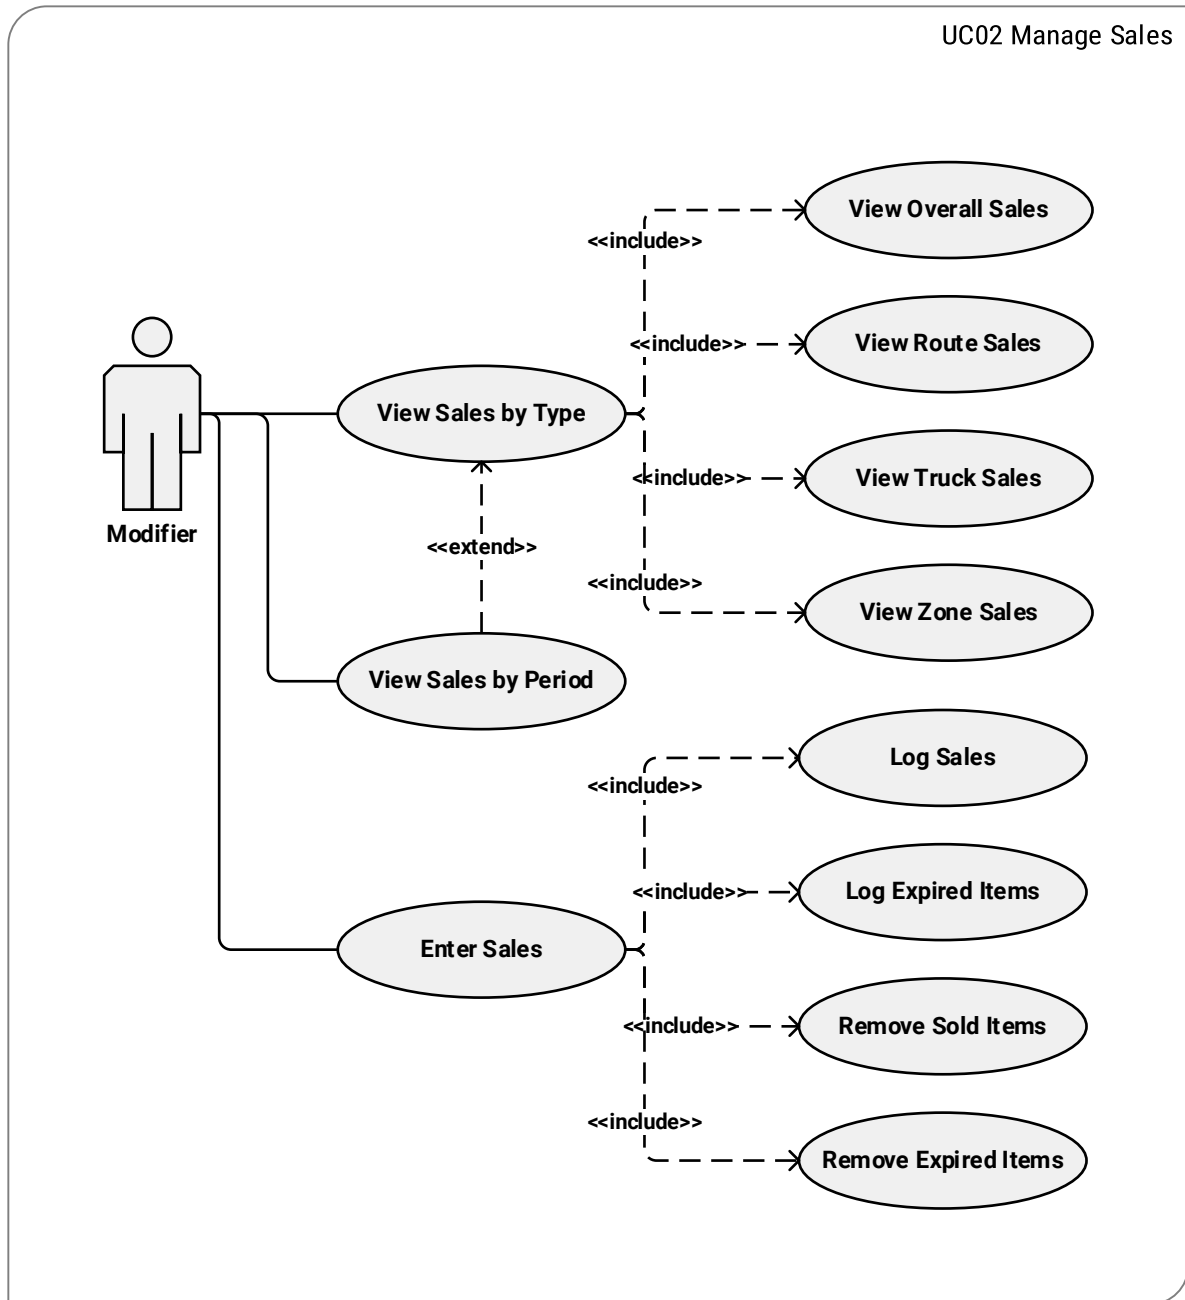 UC02 Manage Sales
View Overall Sales
<<include>>
View Route Sales
<<include>>
View Sales by Type
View Truck Sales
<<include>>
Modifier
<<extend>>
<<include>>
View Zone Sales
View Sales by Period
Log Sales
<<include>>
Log Expired Items
<<include>>
Enter Sales
Remove Sold Items
<<include>>
<<include>>
Remove Expired Items